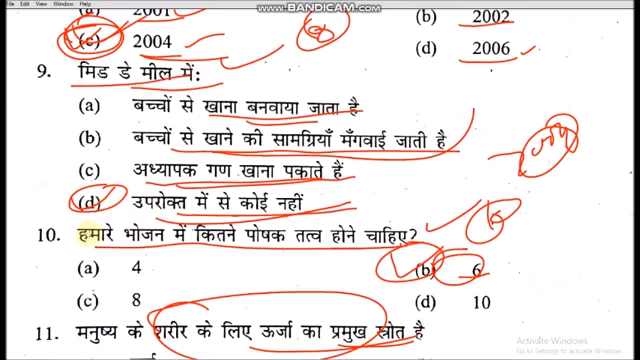 www.BANDICAM.com
File Edit View Window Help
(a) 2001 (b) 2002
(c) 2004 (d) 2006
9. मिड डे मील में:
(a) बच्चों से खाना बनवाया जाता है
(b) बच्चों से खाने की सामग्रियाँ मँगवाई जाती है
(c) अध्यापक गण खाना पकाते हैं
(d) उपरोक्त में से कोई नहीं
10. हमारे भोजन में कितने पोषक तत्व होने चाहिए?
(a) 4 (b) 6
(c) 8 (d) 10
11. मनुष्य के शरीर के लिए ऊर्जा का प्रमुख स्रोत है
Activate Windows
Go to Settings to activate Windows.